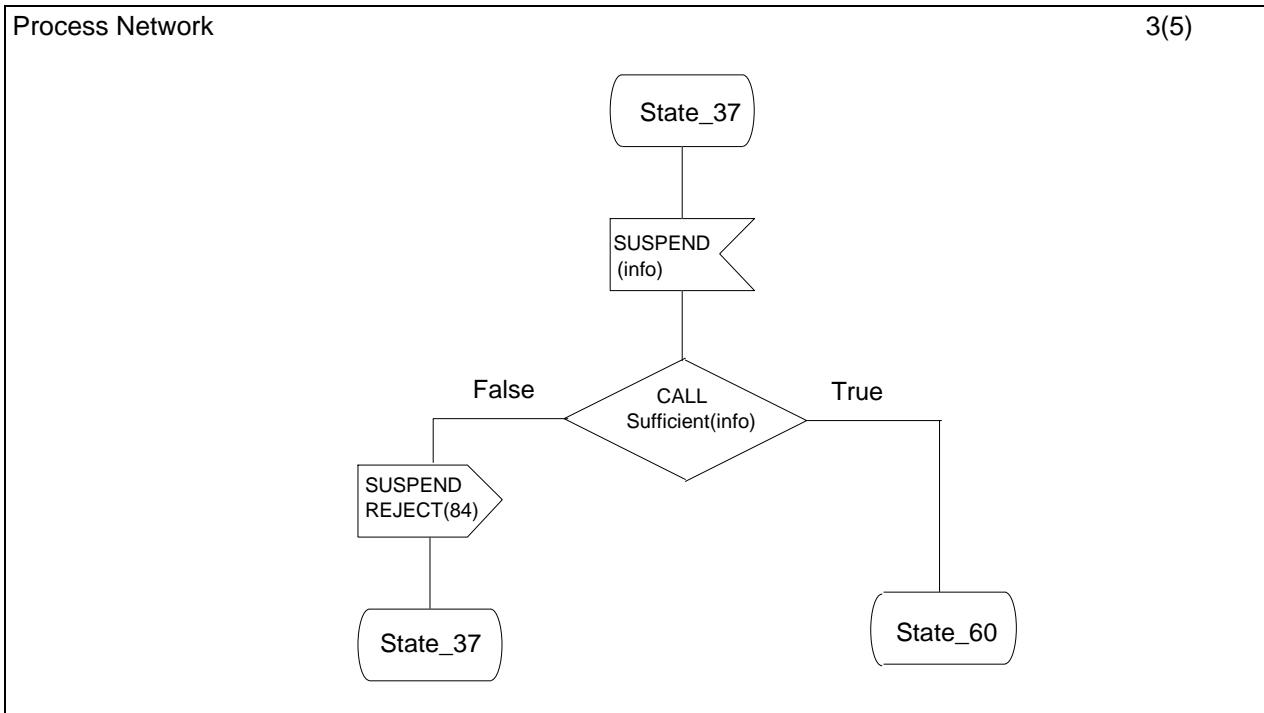 Process Network 3(5)
State_37
SUSPEND
(info)
False
CALL
Sufficient(info)
True
SUSPEND
REJECT(84)
State_37
State_60